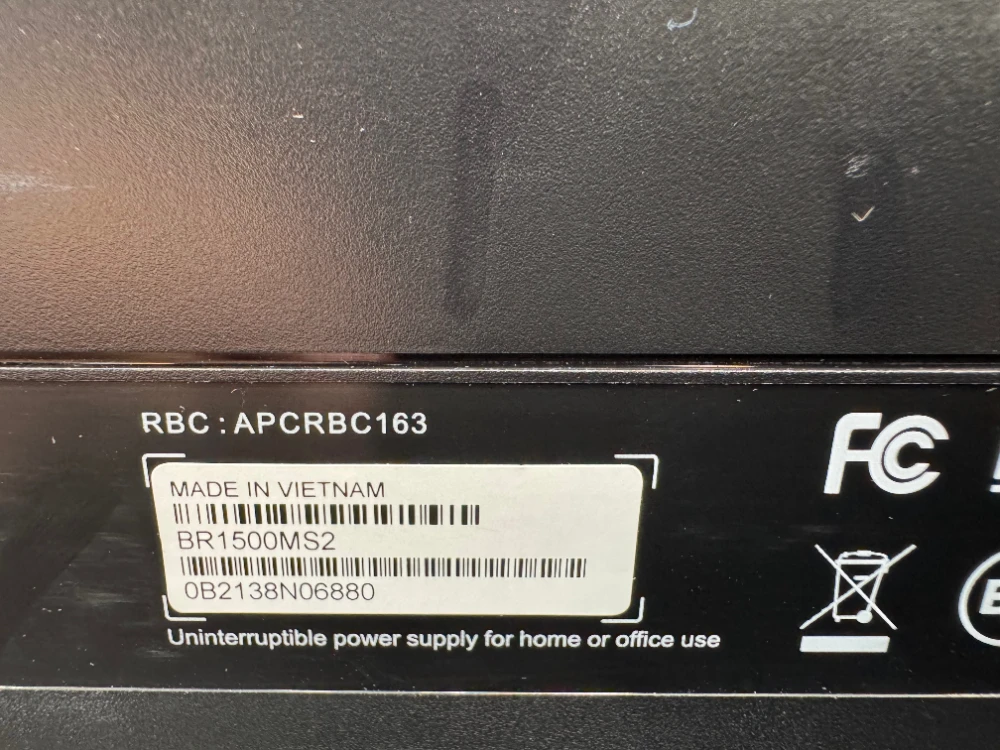 RBC : APCRBC163
FC
MADE IN VIETNAM
BR1500MS2
0B2138N06880
Uninterruptible power supply for home or office use